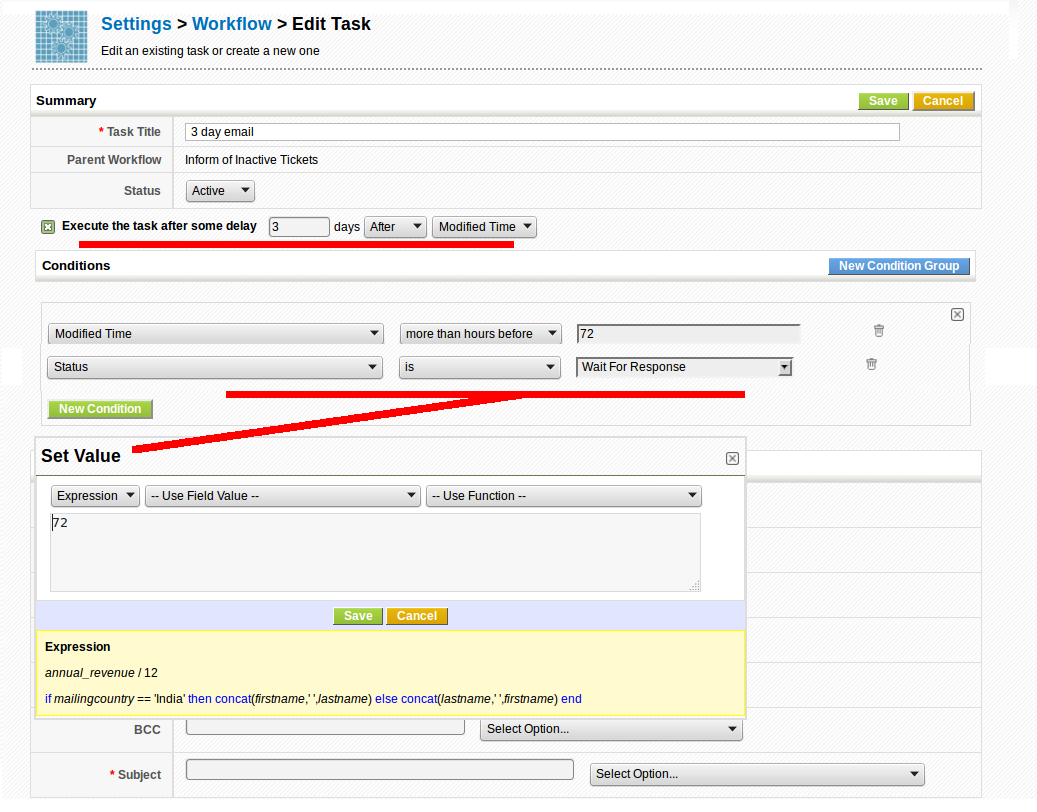 Settings > Workflow > Edit Task
Edit an existing task or create a new one
Summary Save Cancel
* Task Title 3 day email
Parent Workflow Inform of Inactive Tickets
Status Active
Execute the task after some delay 3 days After Modified Time
Conditions New Condition Group
Modified Time more than hours before 72
Status is Wait For Response
New Condition
Set Value
Expression -- Use Field Value -- -- Use Function --
72
Save Cancel
Expression
annual_revenue / 12
if mailingcountry == 'India' then concat(firstname,' ',lastname) else concat(lastname,' ',firstname) end
BCC Select Option...
* Subject Select Option...